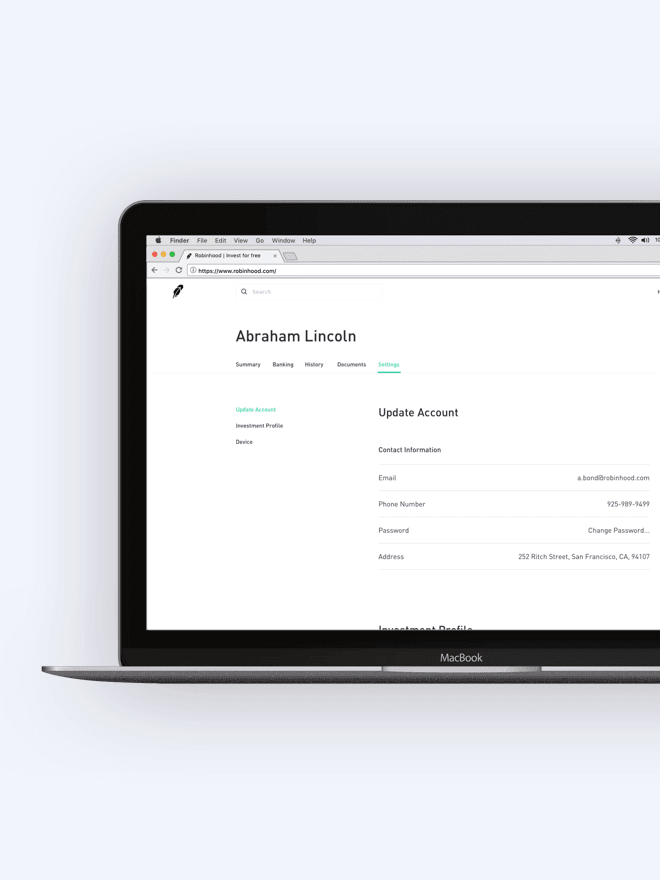 Finder File Edit View Go Window Help
Robinhood | Invest for free ×
https://www.robinhood.com/
Search
Abraham Lincoln
Summary Banking History Documents Settings
Update Account
Investment Profile
Device
Update Account
Contact Information
Email a.bond@robinhood.com
Phone Number 925-989-9499
Password Change Password...
Address 252 Ritch Street, San Francisco, CA, 94107
Investment Profile
MacBook